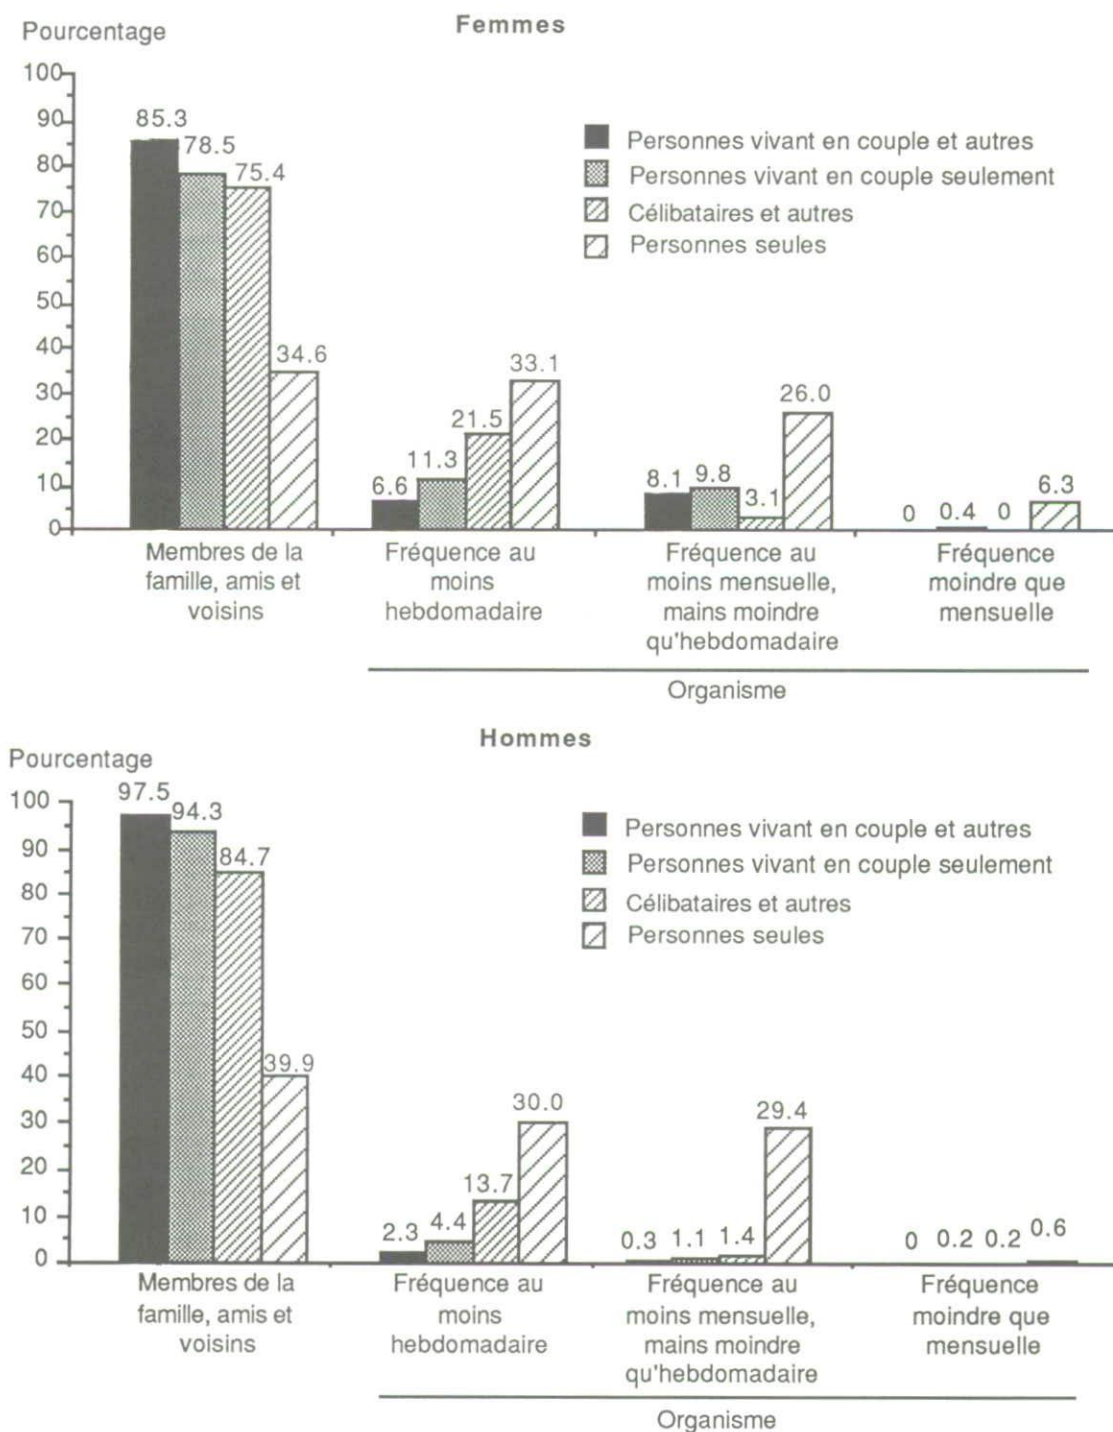 Femmes
Pourcentage
100
90
80
70
60
50
40
30
20
10
0
85.3
78.5
75.4
34.6
6.6
11.3
21.5
33.1
8.1
9.8
3.1
26.0
0
0.4
0
6.3
Personnes vivant en couple et autres
Personnes vivant en couple seulement
Célibataires et autres
Personnes seules
Membres de la
famille, amis et
voisins
Fréquence au
moins
hebdomadaire
Fréquence au
moins mensuelle,
mains moindre
qu'hebdomadaire
Fréquence
moindre que
mensuelle
Organisme
Hommes
Pourcentage
100
90
80
70
60
50
40
30
20
10
0
97.5
94.3
84.7
39.9
2.3
4.4
13.7
30.0
0.3
1.1
1.4
29.4
0
0.2
0.2
0.6
Personnes vivant en couple et autres
Personnes vivant en couple seulement
Célibataires et autres
Personnes seules
Membres de la
famille, amis et
voisins
Fréquence au
moins
hebdomadaire
Fréquence au
moins mensuelle,
mains moindre
qu'hebdomadaire
Fréquence
moindre que
mensuelle
Organisme